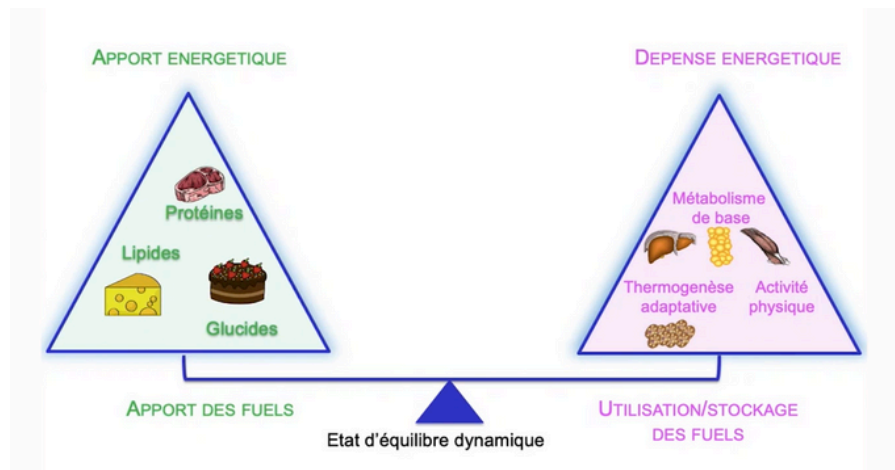 APPORT ENERGETIQUE
DEPENSE ENERGETIQUE
Protéines
Lipides
Glucides
Métabolisme
de base
Thermogenèse
adaptative
Activité
physique
APPORT DES FUELS
UTILISATION/STOCKAGE
DES FUELS
Etat d'équilibre dynamique